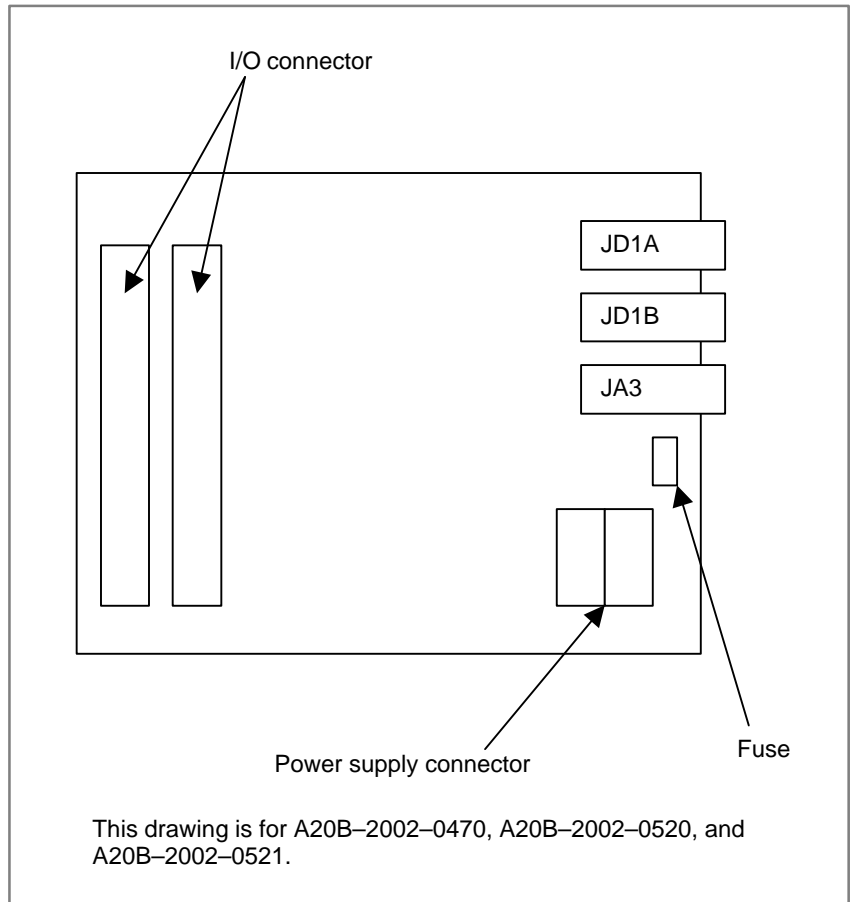 I/O connector
JD1A
JD1B
JA3
Fuse
Power supply connector
This drawing is for A20B–2002–0470, A20B–2002–0520, and
A20B–2002–0521.